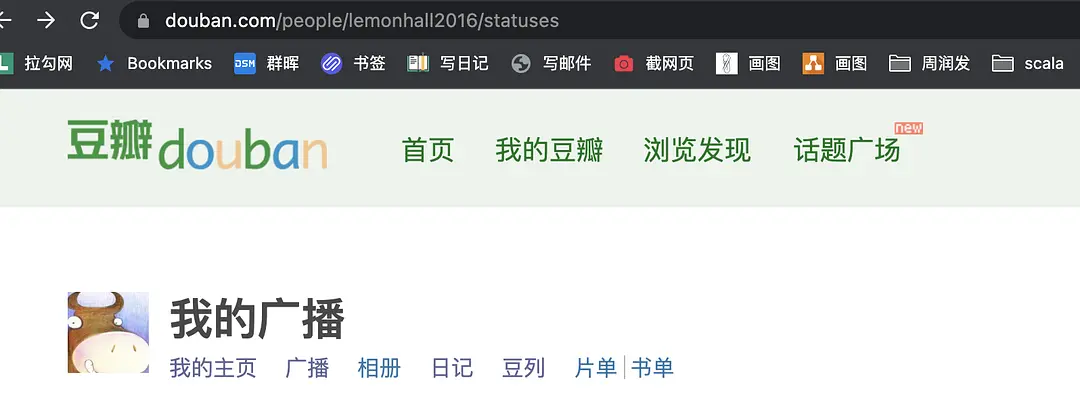 douban.com/people/lemonhall2016/statuses
拉勾网 Bookmarks DSM 群晖 书签 写日记 写邮件 截网页 画图 画图 周润发 scala
豆瓣douban 首页 我的豆瓣 浏览发现 话题广场 new
我的广播
我的主页 广播 相册 日记 豆列 片单 书单